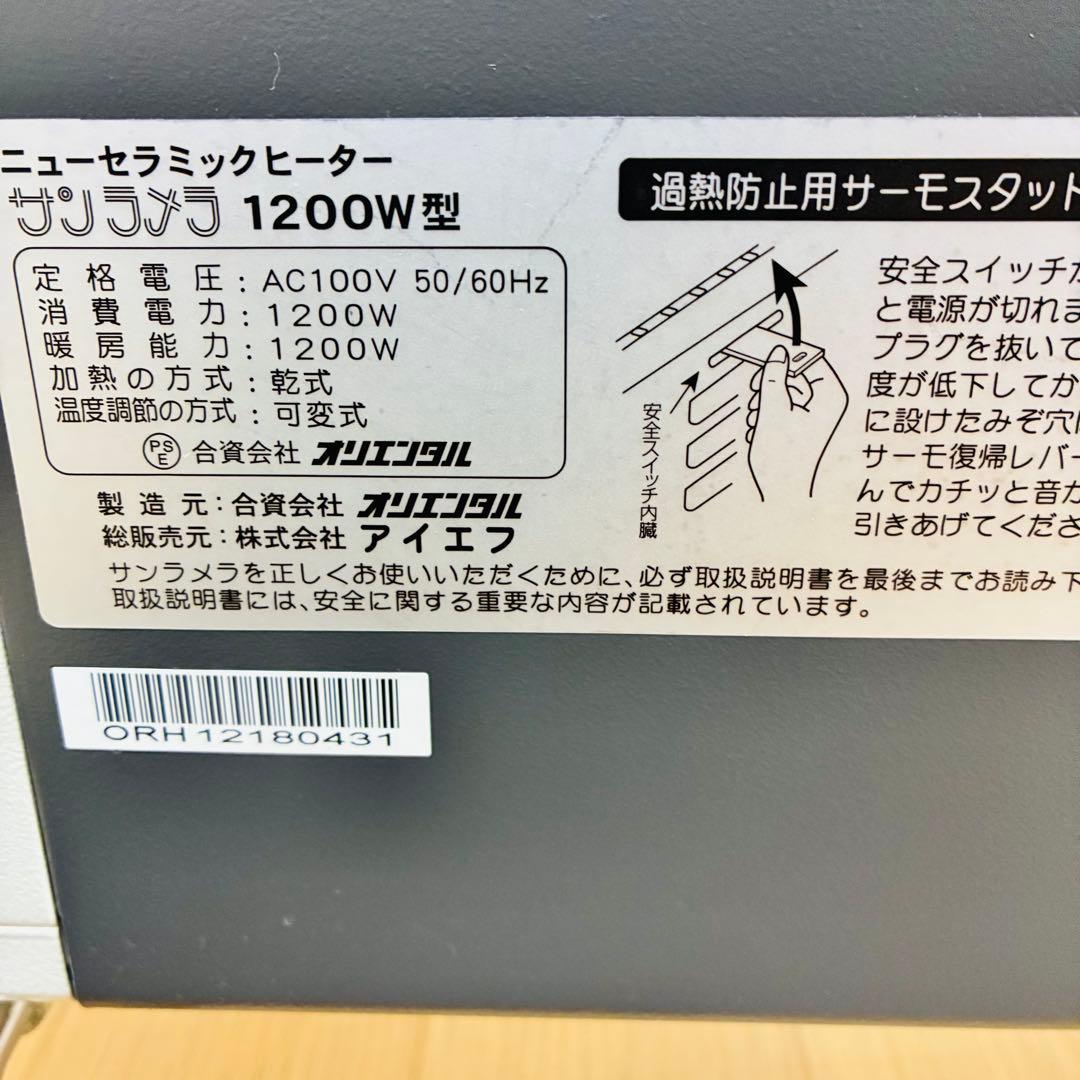 ニューセラミックヒーター
サンラメラ 1200W型
定格電圧：AC100V 50/60Hz
消費電力：1200W
暖房能力：1200W
加熱の方式：乾式
温度調節の方式：可変式
PSE 合資会社 オリエンタル
製造元：合資会社 オリエンタル
総販売元：株式会社 アイエフ
サンラメラを正しくお使いいただくために、必ず取扱説明書を最後までお読み下
取扱説明書には、安全に関する重要な内容が記載されています。
過熱防止用サーモスタット
安全スイッチ内臓
安全スイッチが
と電源が切れま
プラグを抜いて
度が低下してか
に設けたみぞ穴に
サーモ復帰レバー
んでカチッと音が
引きあげてくださ
ORH12180431